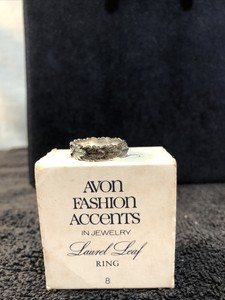 AVON
FASHION
ACCENTS
IN JEWELRY
Laurel Leaf
RING
8